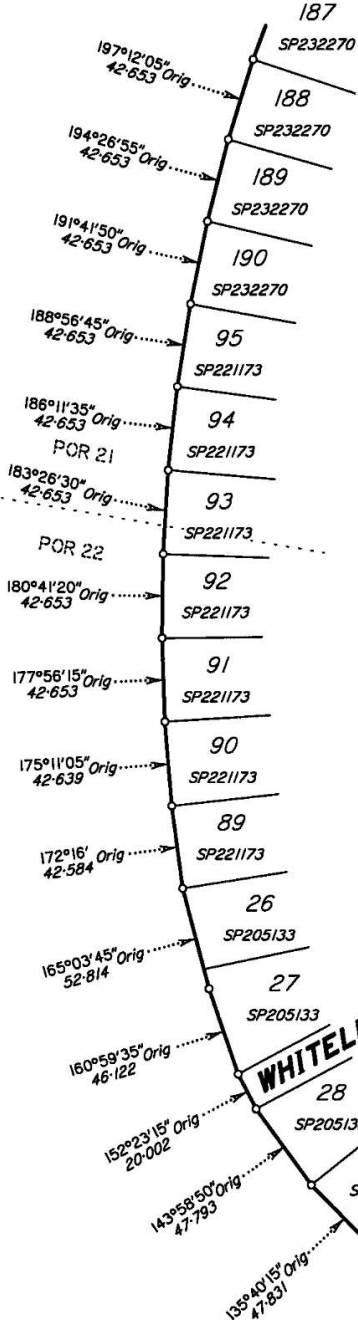 187
SP232270
197°12'05" Orig
42·653
188
SP232270
194°26'55" Orig
42·653
189
SP232270
191°41'50" Orig
42·653
190
SP232270
188°56'45" Orig
42·653
95
SP221173
186°11'35" Orig
42·653
94
SP221173
POR 21
183°26'30" Orig
42·653
93
SP221173
POR 22
180°41'20" Orig
42·653
92
SP221173
177°56'15" Orig
42·653
91
SP221173
175°11'05" Orig
42·639
90
SP221173
172°16' Orig
42·584
89
SP221173
165°03'45" Orig
52·814
26
SP205133
27
SP205133
160°59'35" Orig
46·122
WHITEL
152°23'15" Orig
20·002
28
SP20513
143°58'50" Orig
47·793
S
135°40'15" Orig
47·831